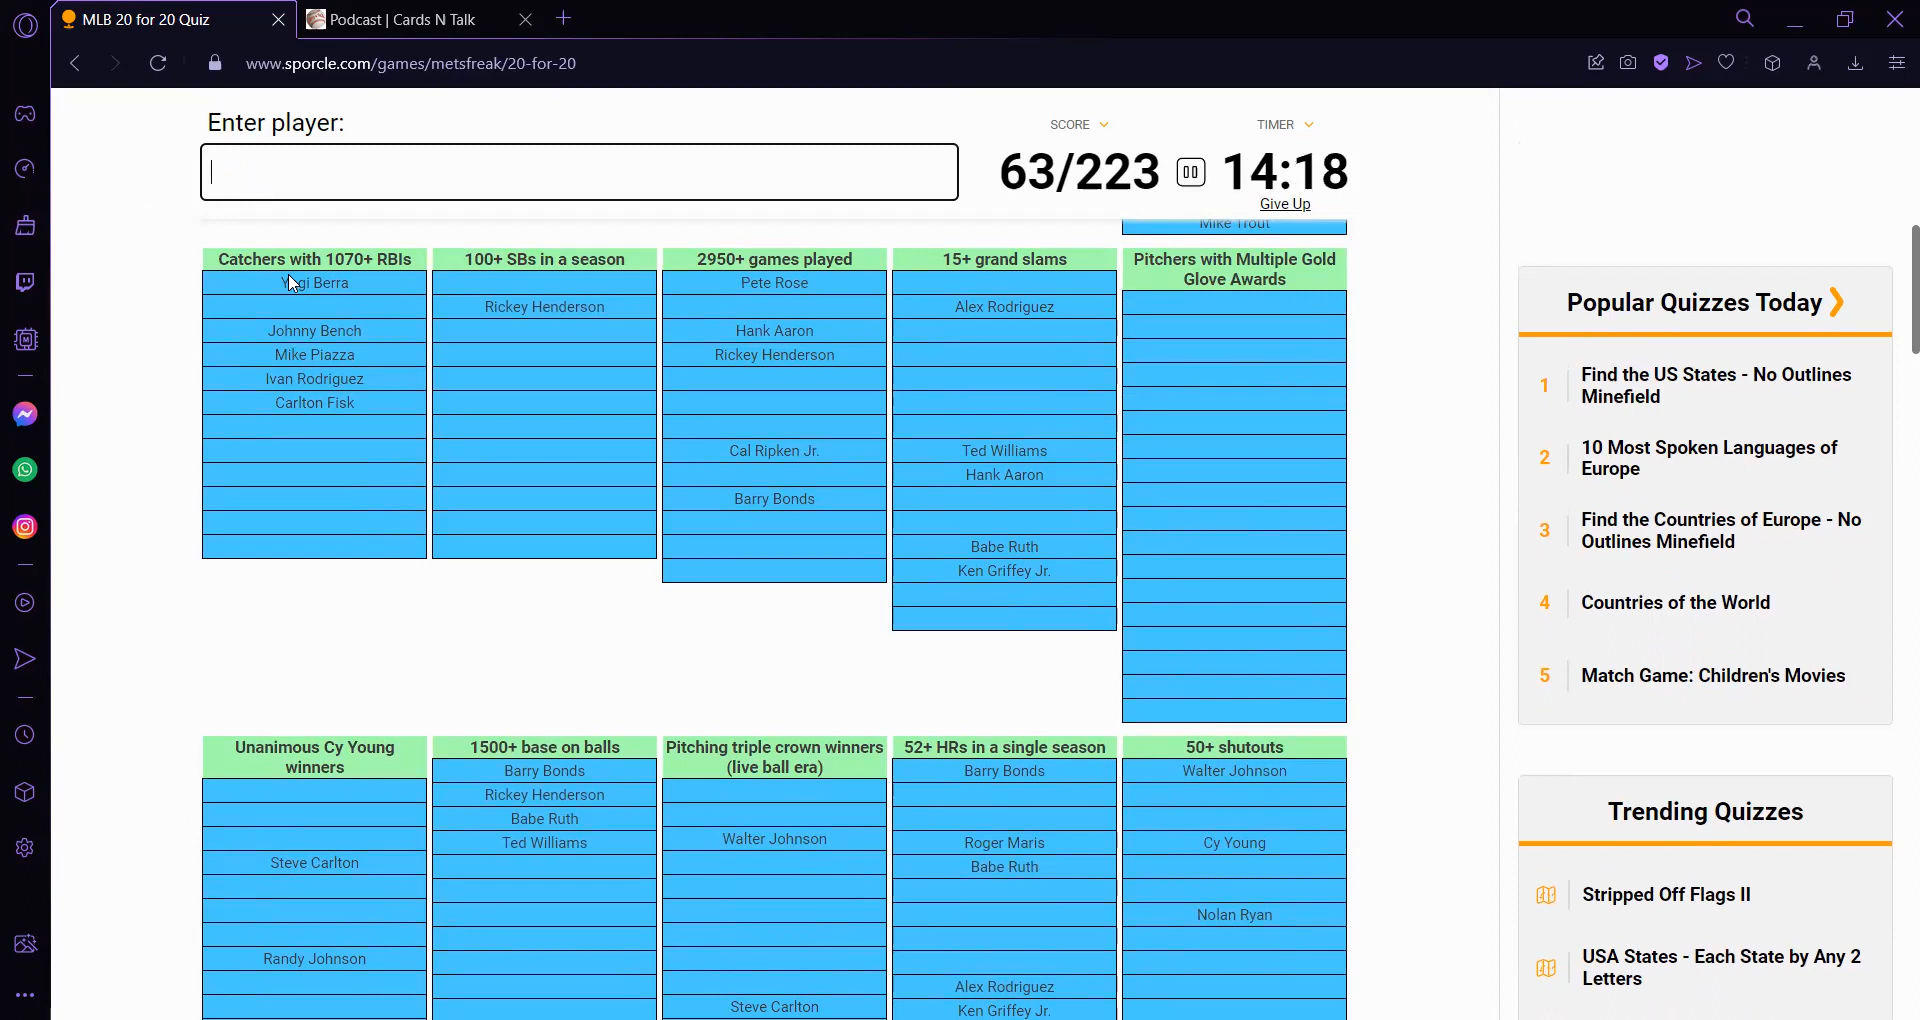 MLB 20 for 20 Quiz
Podcast | Cards N Talk
www.sporcle.com/games/metsfreak/20-for-20
Enter player:
SCORE
TIMER
63/223
14:18
Give Up
Mike Trout
Catchers with 1070+ RBIs
Yogi Berra
Johnny Bench
Mike Piazza
Ivan Rodriguez
Carlton Fisk
100+ SBs in a season
Rickey Henderson
2950+ games played
Pete Rose
Hank Aaron
Rickey Henderson
Cal Ripken Jr.
Barry Bonds
15+ grand slams
Alex Rodriguez
Ted Williams
Hank Aaron
Babe Ruth
Ken Griffey Jr.
Pitchers with Multiple Gold
Glove Awards
Unanimous Cy Young
winners
Steve Carlton
Randy Johnson
1500+ base on balls
Barry Bonds
Rickey Henderson
Babe Ruth
Ted Williams
Pitching triple crown winners
(live ball era)
Walter Johnson
Steve Carlton
52+ HRs in a single season
Barry Bonds
Roger Maris
Babe Ruth
Alex Rodriguez
Ken Griffey Jr.
50+ shutouts
Walter Johnson
Cy Young
Nolan Ryan
Popular Quizzes Today
1
Find the US States - No Outlines
Minefield
2
10 Most Spoken Languages of
Europe
3
Find the Countries of Europe - No
Outlines Minefield
4
Countries of the World
5
Match Game: Children's Movies
Trending Quizzes
Stripped Off Flags II
USA States - Each State by Any 2
Letters